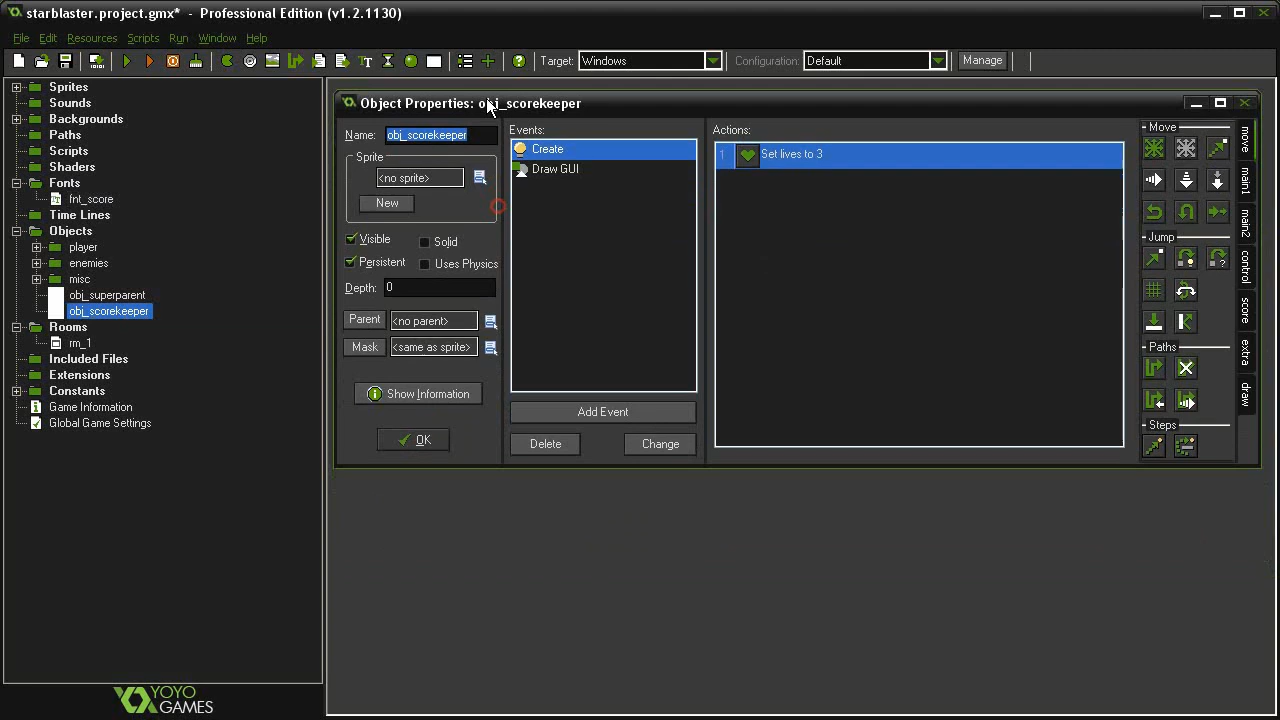 starblaster.project.gmx* - Professional Edition (v1.2.1130)
File Edit Resources Scripts Run Window Help
Target: Windows Configuration: Default Manage
Sprites
Sounds
Backgrounds
Paths
Scripts
Shaders
Fonts
fnt_score
Time Lines
Objects
player
enemies
misc
obj_superparent
obj_scorekeeper
Rooms
rm_1
Included Files
Extensions
Constants
Game Information
Global Game Settings
YOYO
GAMES
Object Properties: obj_scorekeeper
Name: obj_scorekeeper
Sprite
<no sprite>
New
Visible Solid
Persistent Uses Physics
Depth: 0
Parent <no parent>
Mask <same as sprite>
Show Information
OK
Events:
Create
Draw GUI
Add Event
Delete Change
Actions:
1 Set lives to 3
Move
Jump
Paths
Steps
move
main1
main2
control
score
extra
draw